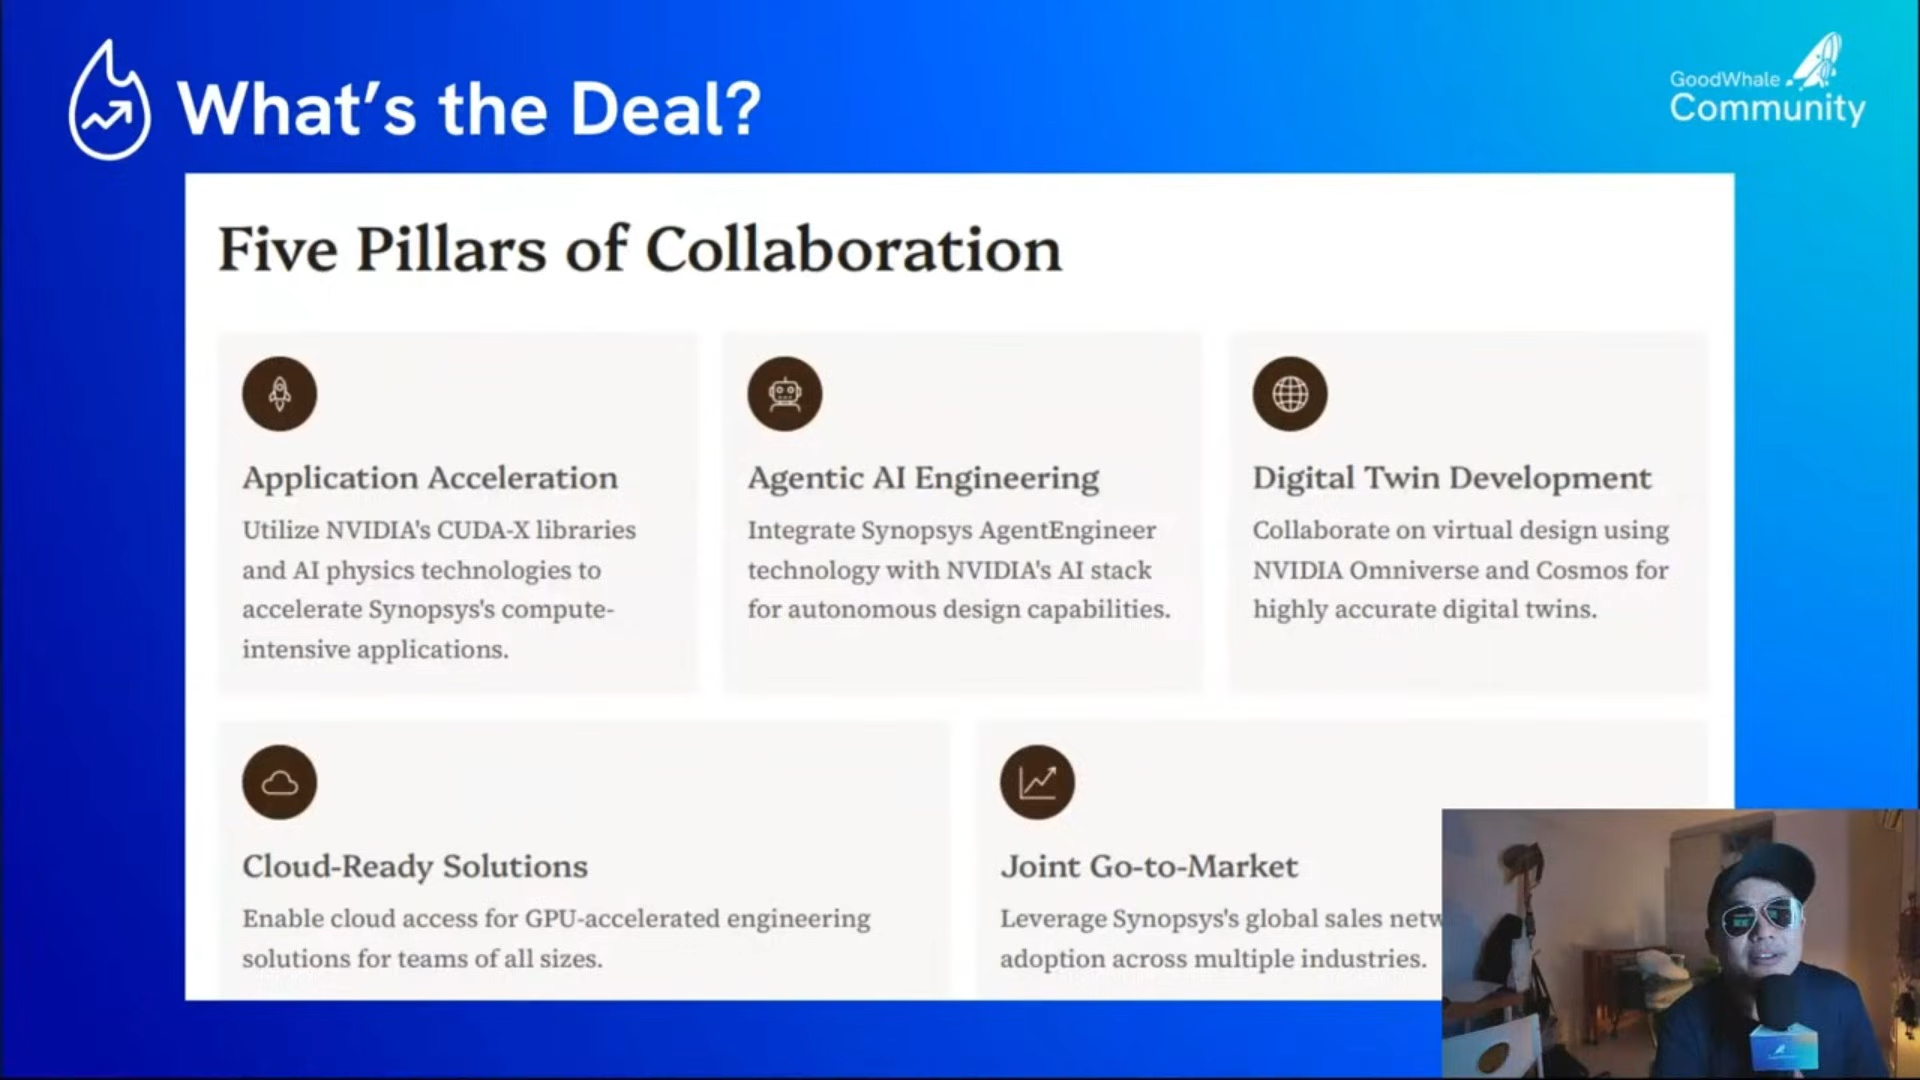 What's the Deal?
GoodWhale
Community
Five Pillars of Collaboration
Application Acceleration
Utilize NVIDIA's CUDA-X libraries
and AI physics technologies to
accelerate Synopsys's compute-
intensive applications.
Agentic AI Engineering
Integrate Synopsys AgentEngineer
technology with NVIDIA's AI stack
for autonomous design capabilities.
Digital Twin Development
Collaborate on virtual design using
NVIDIA Omniverse and Cosmos for
highly accurate digital twins.
Cloud-Ready Solutions
Enable cloud access for GPU-accelerated engineering
solutions for teams of all sizes.
Joint Go-to-Market
Leverage Synopsys's global sales
adoption across multiple industries.